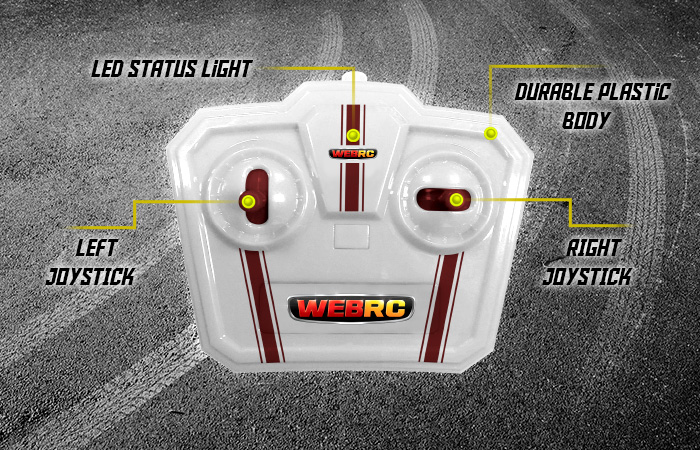 LED STATUS LIGHT
DURABLE PLASTIC
BODY
WEBRC
LEFT
JOYSTICK
RIGHT
JOYSTICK
WEBRC